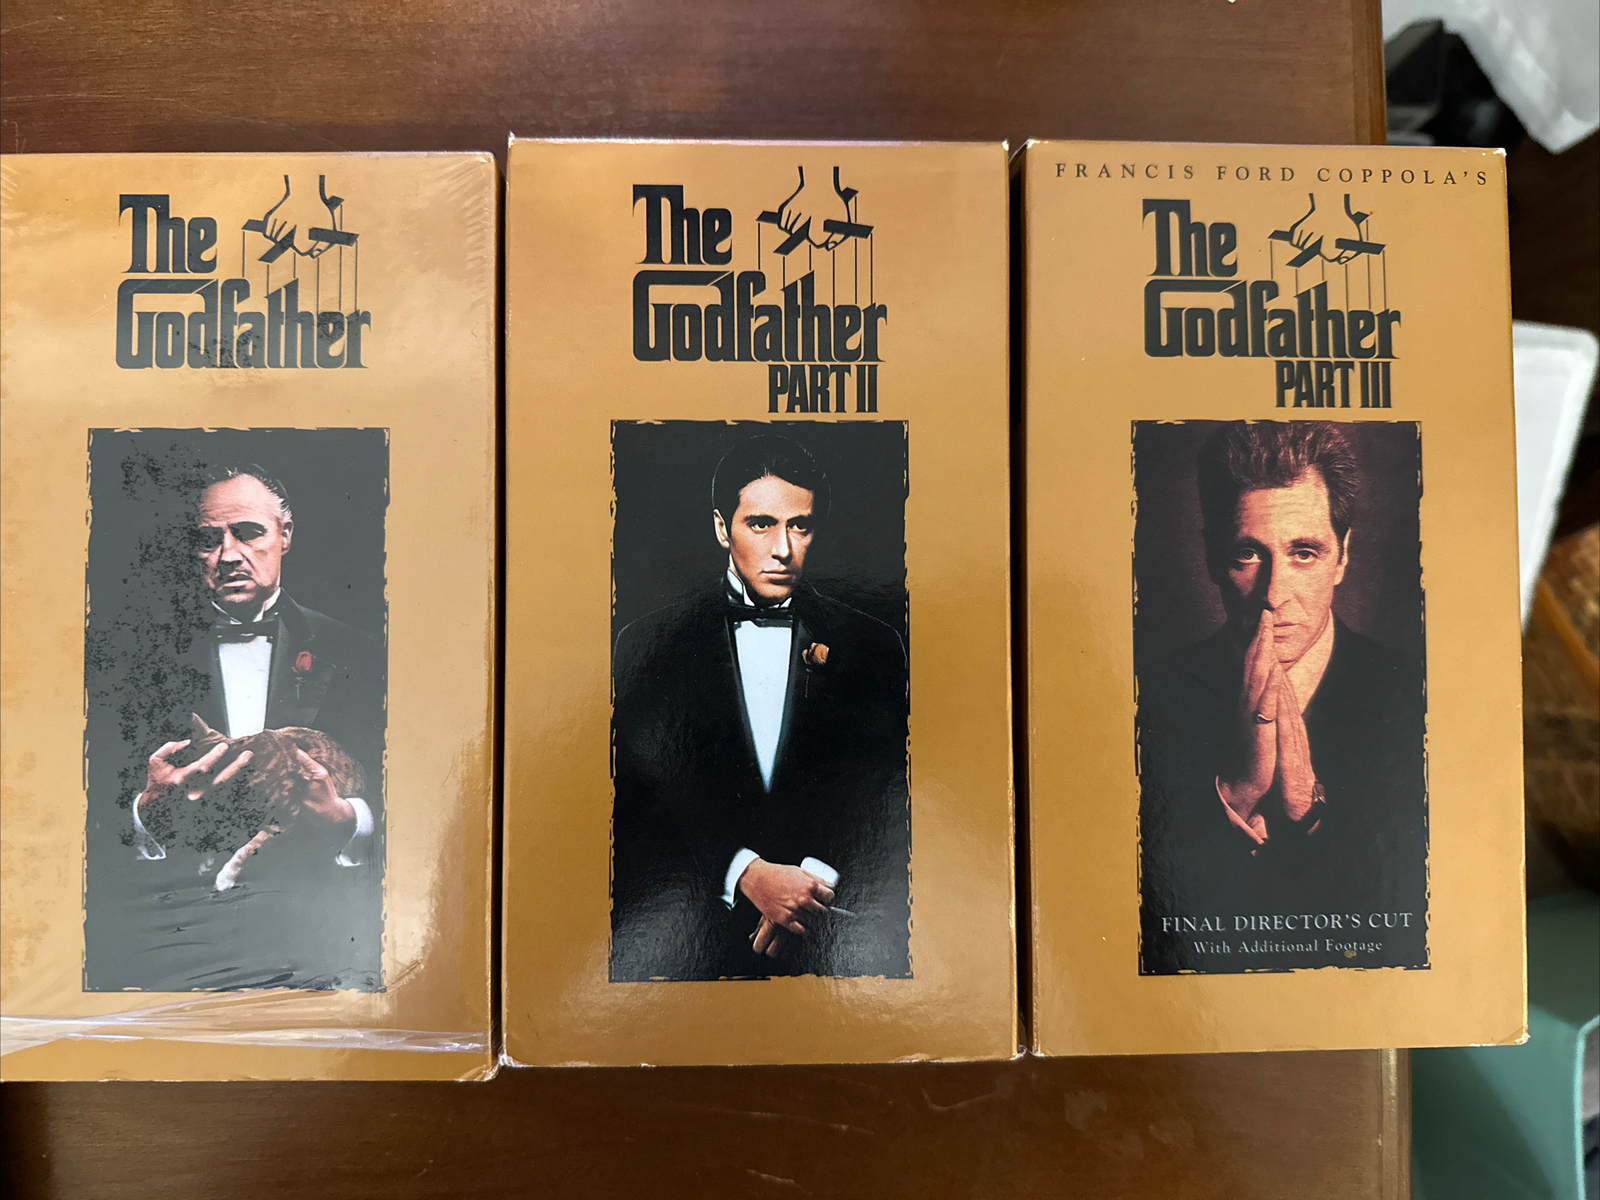 The
Godfather
The
Godfather
PART II
FRANCIS FORD COPPOLA'S
The
Godfather
PART III
FINAL DIRECTOR'S CUT
With Additional Footage